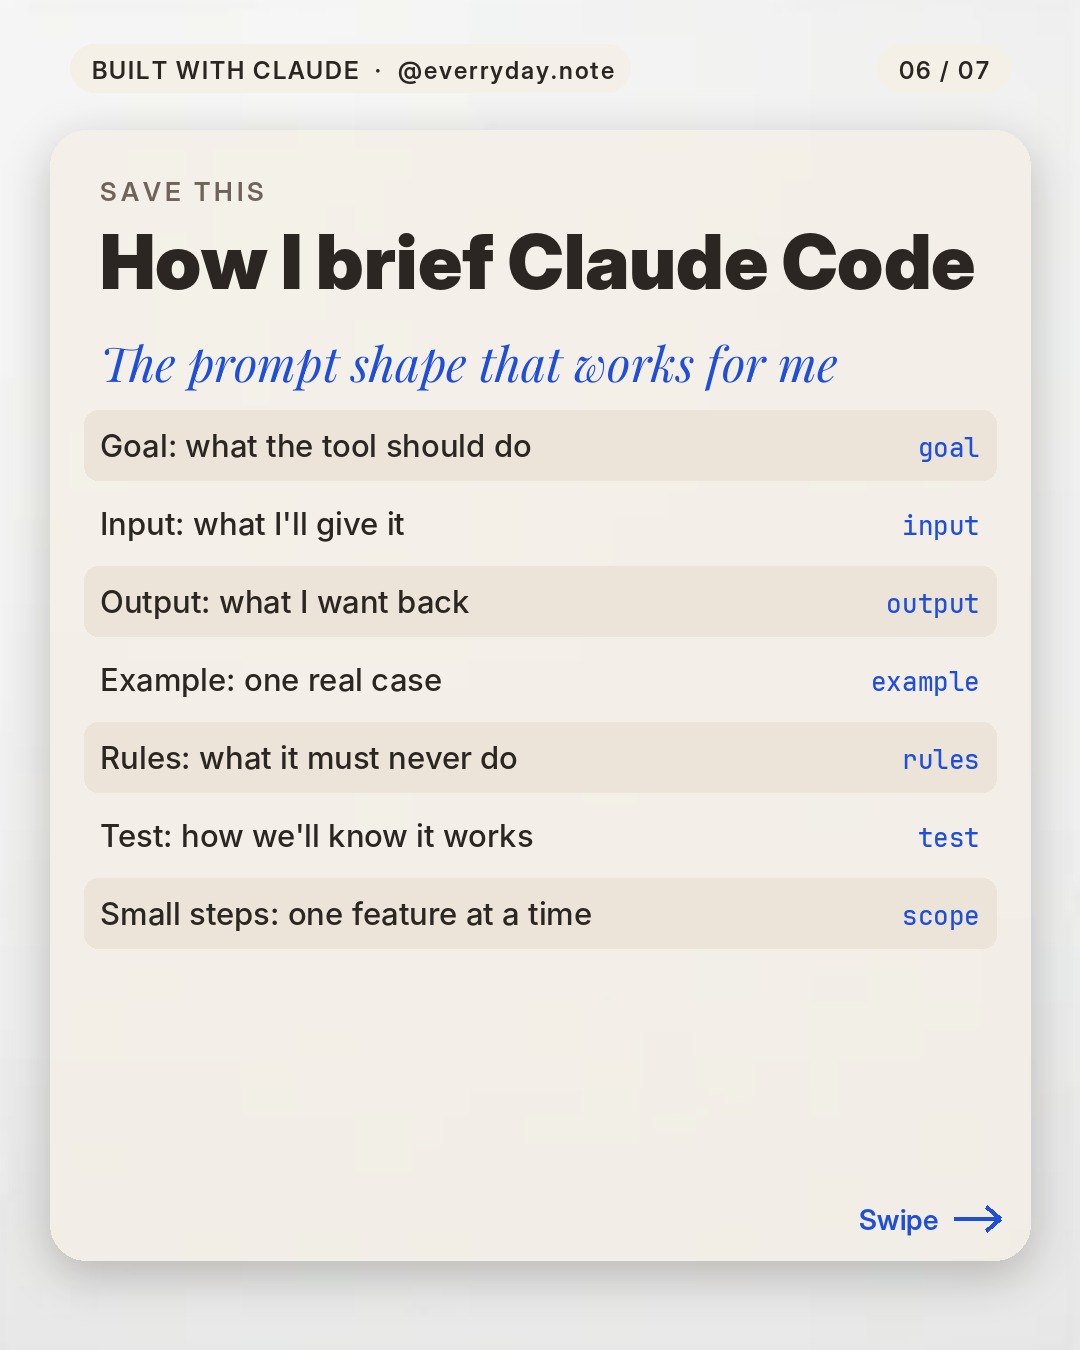 BUILT WITH CLAUDE · @everryday.note
06 / 07
SAVE THIS
How I brief Claude Code
The prompt shape that works for me
Goal: what the tool should do goal
Input: what I'll give it input
Output: what I want back output
Example: one real case example
Rules: what it must never do rules
Test: how we'll know it works test
Small steps: one feature at a time scope
Swipe →